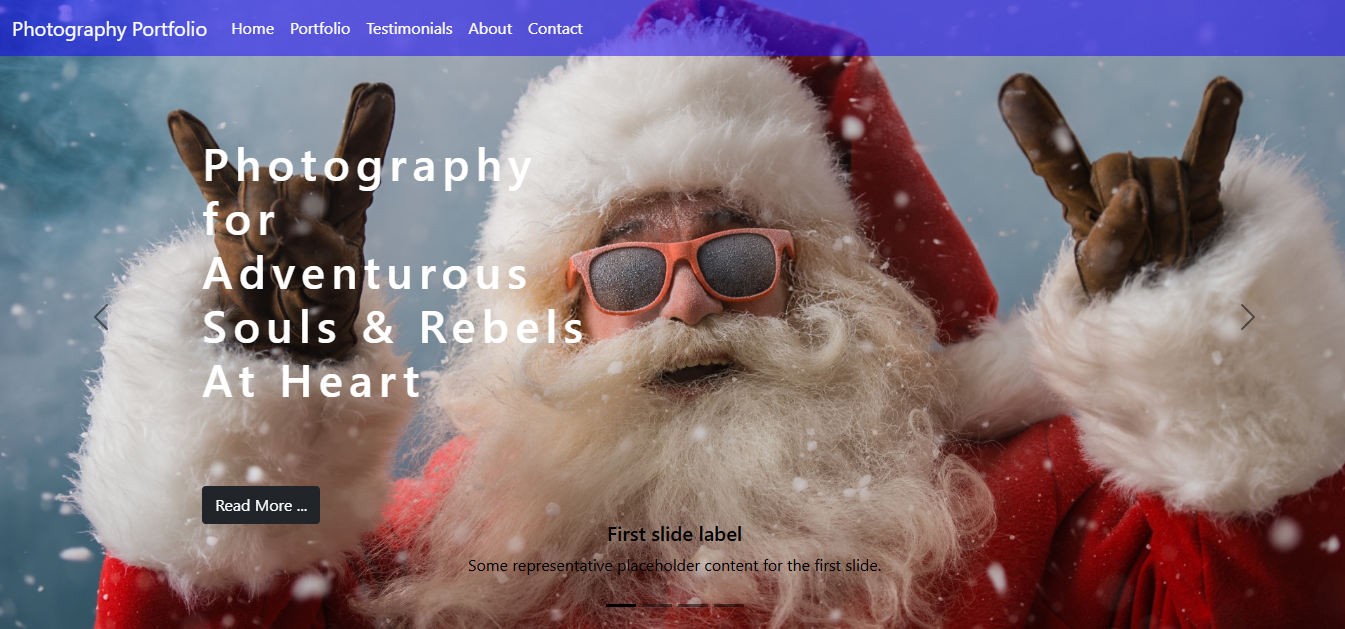 Photography Portfolio Home Portfolio Testimonials About Contact
Photography
for
Adventurous
Souls & Rebels
At Heart
Read More ...
First slide label
Some representative placeholder content for the first slide.